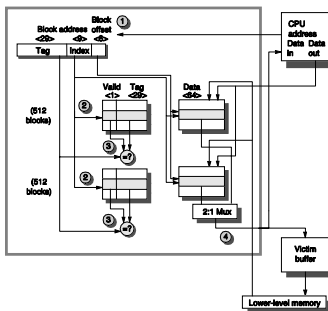 Block address
Block offset
<29>
<9>
<6>
Tag
Index
1
CPU address
Data in
Data out
Valid <1>
Tag <29>
Data <64>
(512 blocks)
2
3
=?
(512 blocks)
2
3
=?
2:1 Mux
4
Victim buffer
Lower-level memory